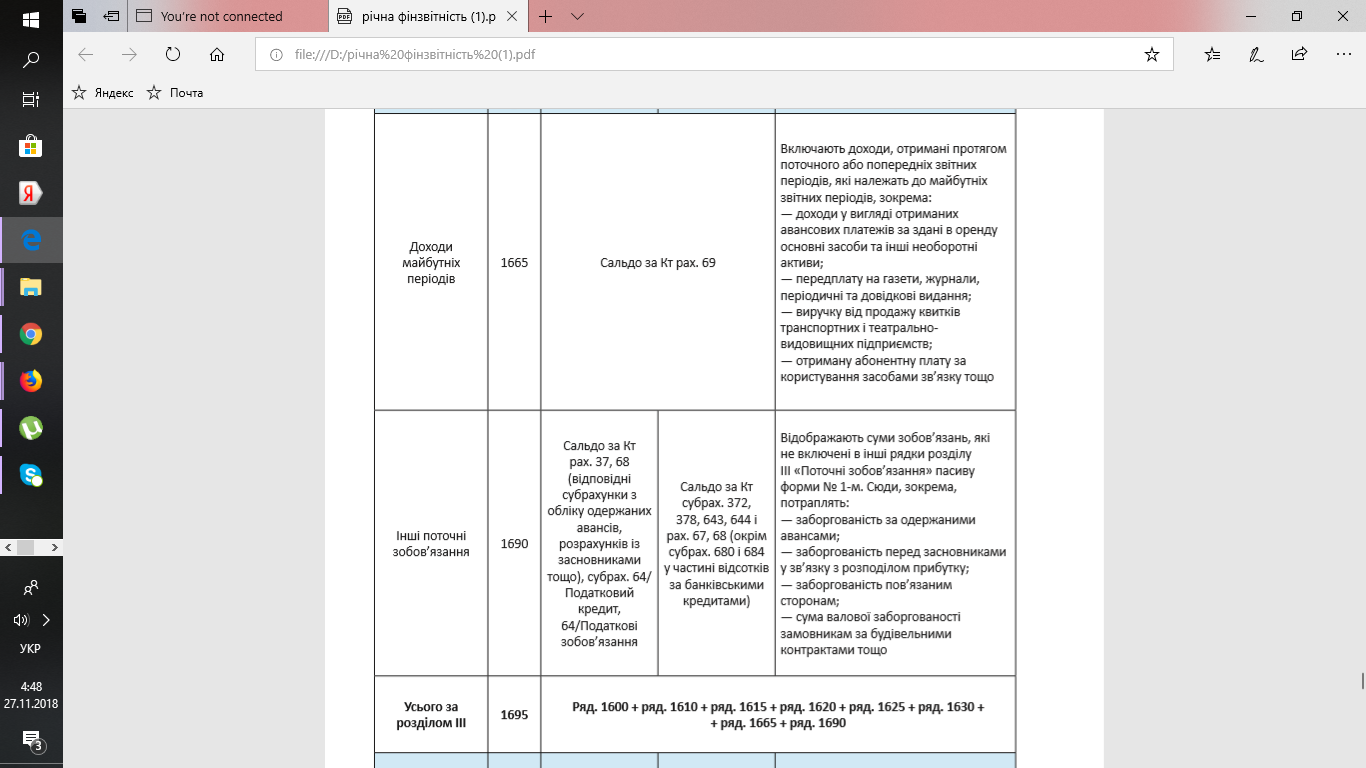 You're not connected
річна фінзвітність (1).p
file:///D:/річна%20фінзвітність%20(1).pdf
Яндекс
Почта
Доходи
майбутніх
періодів
1665
Сальдо за Кт рах. 69
Включають доходи, отримані протягом
поточного або попередніх звітних
періодів, які належать до майбутніх
звітних періодів, зокрема:
— доходи у вигляді отриманих
авансових платежів за здані в оренду
основні засоби та інші необоротні
активи;
— передплату на газети, журнали,
періодичні та довідкові видання;
— виручку від продажу квитків
транспортних і театрально-
видовищних підприємств;
— отриману абонентну плату за
користування засобами зв’язку тощо
Інші поточні
зобов’язання
1690
Сальдо за Кт
рах. 37, 68
(відповідні
субрахунки з
обліку одержаних
авансів,
розрахунків із
засновниками
тощо), субрах. 64/
Податковий
кредит,
64/Податкові
зобов’язання
Сальдо за Кт
субрах. 372,
378, 643, 644 і
рах. 67, 68 (окрім
субрах. 680 і 684
у частині відсотків
за банківськими
кредитами)
Відображають суми зобов’язань, які
не включені в інші рядки розділу
III «Поточні зобов’язання» пасиву
форми № 1-м. Сюди, зокрема,
потраплять:
— заборгованість за одержаними
авансами;
— заборгованість перед засновниками
у зв’язку з розподілом прибутку;
— заборгованість пов’язаним
сторонам;
— сума валової заборгованості
замовникам за будівельними
контрактами тощо
Усього за
розділом III
1695
Ряд. 1600 + ряд. 1610 + ряд. 1615 + ряд. 1620 + ряд. 1625 + ряд. 1630 +
+ ряд. 1665 + ряд. 1690
УКР
4:48
27.11.2018
3